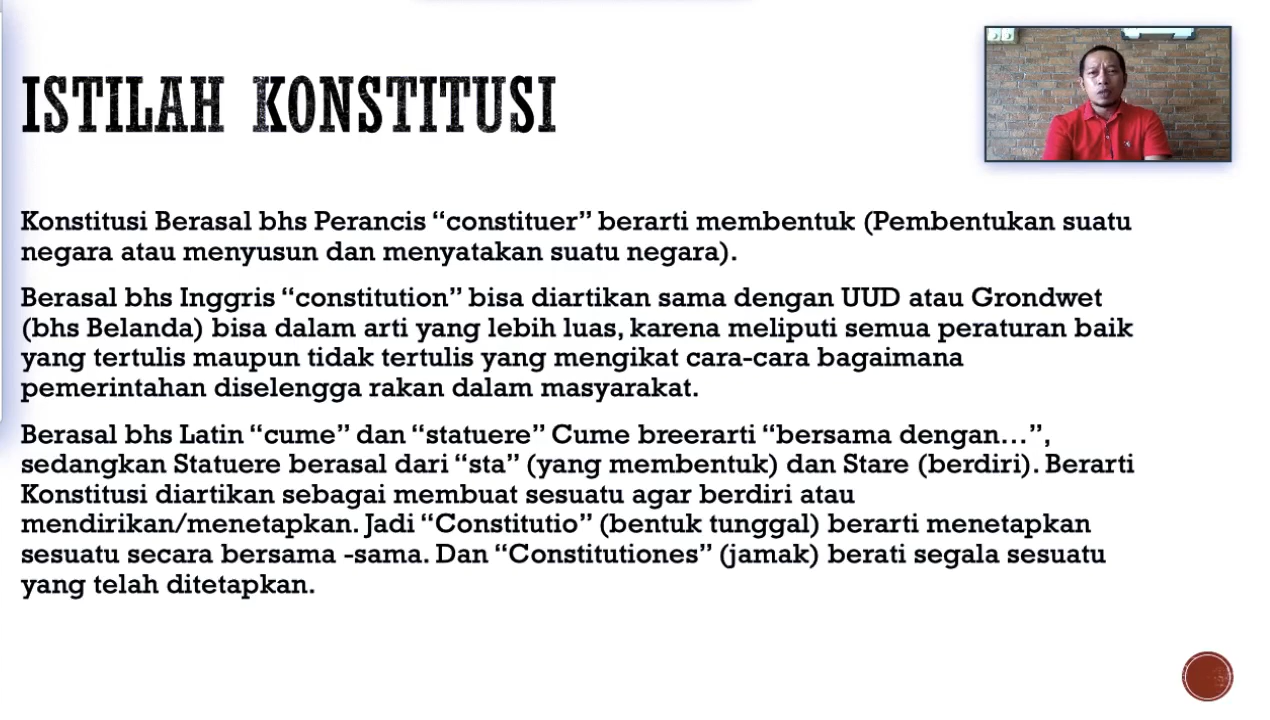 ISTILAH KONSTITUSI
Konstitusi Berasal bhs Perancis “constituer” berarti membentuk (Pembentukan suatu
negara atau menyusun dan menyatakan suatu negara).
Berasal bhs Inggris “constitution” bisa diartikan sama dengan UUD atau Grondwet
(bhs Belanda) bisa dalam arti yang lebih luas, karena meliputi semua peraturan baik
yang tertulis maupun tidak tertulis yang mengikat cara-cara bagaimana
pemerintahan diselengga rakan dalam masyarakat.
Berasal bhs Latin “cume” dan “statuere” Cume breerarti “bersama dengan…”,
sedangkan Statuere berasal dari “sta” (yang membentuk) dan Stare (berdiri). Berarti
Konstitusi diartikan sebagai membuat sesuatu agar berdiri atau
mendirikan/menetapkan. Jadi “Constitutio” (bentuk tunggal) berarti menetapkan
sesuatu secara bersama -sama. Dan “Constitutiones” (jamak) berati segala sesuatu
yang telah ditetapkan.